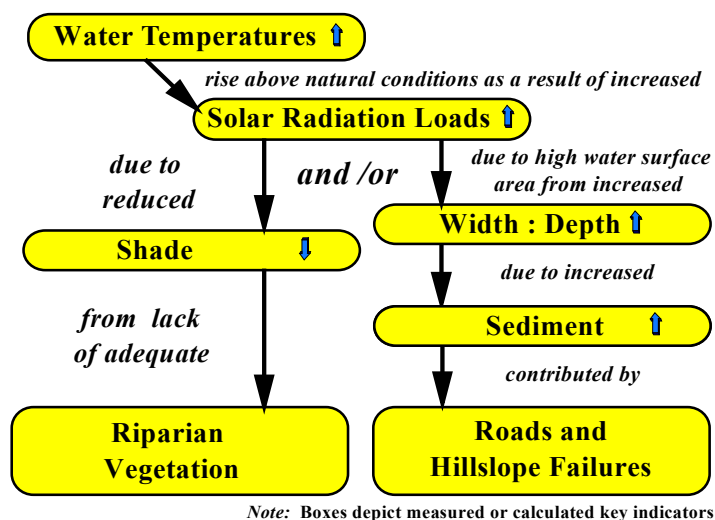 Water Temperatures
rise above natural conditions as a result of increased
Solar Radiation Loads
due to
reduced
and /or
due to high water surface
area from increased
Shade
Width : Depth
from lack
of adequate
due to increased
Sediment
contributed by
Riparian
Vegetation
Roads and
Hillslope Failures
Note: Boxes depict measured or calculated key indicators